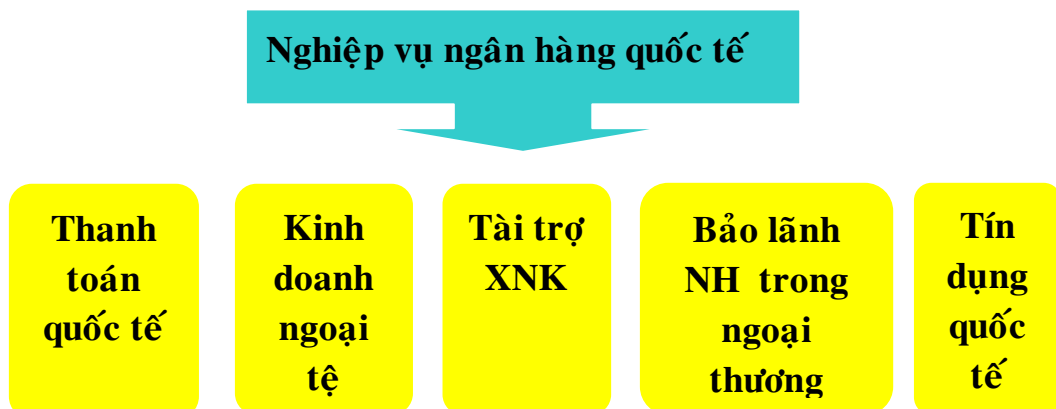 Nghiệp vụ ngân hàng quốc tế
Thanh
toán
quốc tế
Kinh
doanh
ngoại
tệ
Tài trợ
XNK
Bảo lãnh
NH trong
ngoại
thương
Tín
dụng
quốc
tế